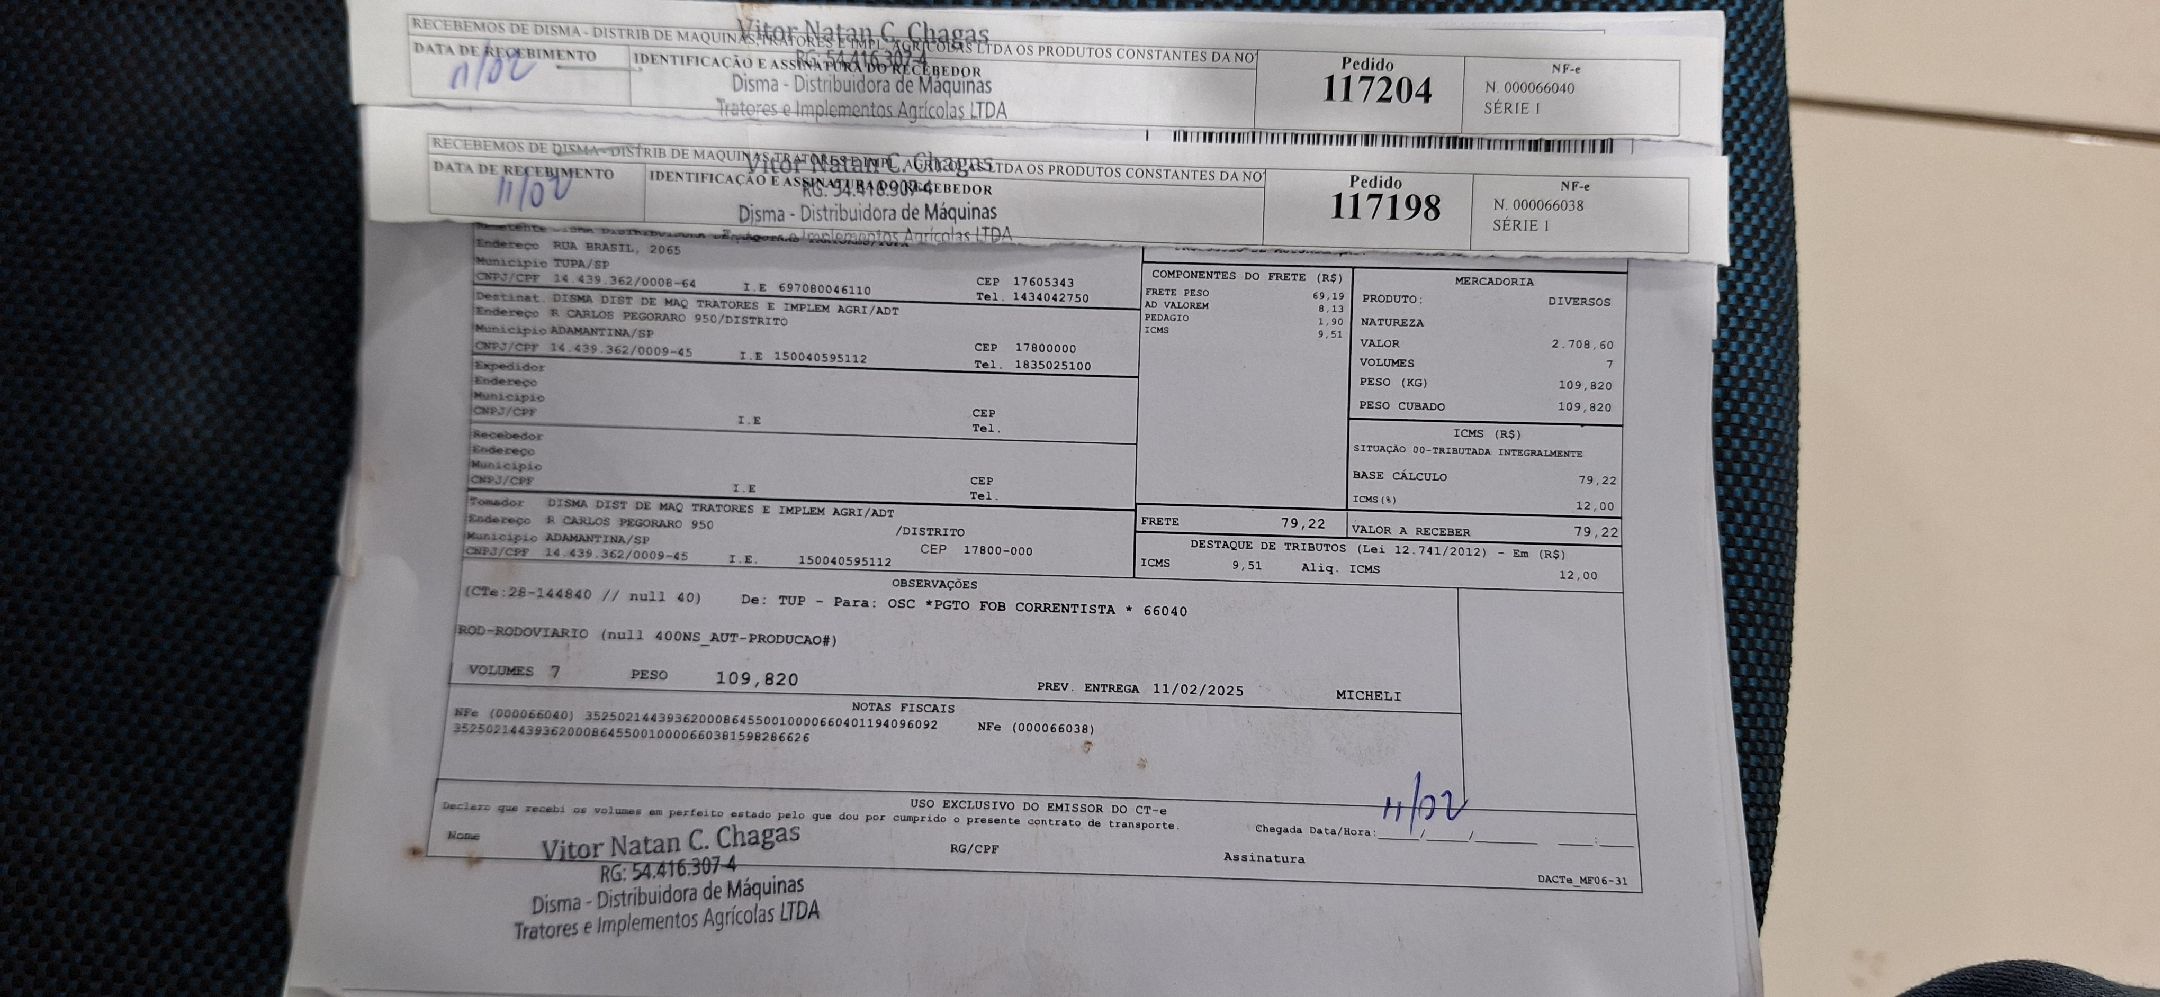 RECEBEMOS DE DISMA - DISTRIB DE MAQUINAS, TRATORES E IMPL. AGRICOLAS LTDA OS PRODUTOS CONSTANTES DA NO
DATA DE RECEBIMENTO
11/02
IDENTIFICAÇÃO E ASSINATURA DO RECEBEDOR
Vitor Natan C. Chagas
RG: 54.416.307-4
Disma - Distribuidora de Máquinas
Tratores e Implementos Agrícolas LTDA
Pedido
117204
NF-e
N. 000066040
SÉRIE 1
RECEBEMOS DE DISMA - DISTRIB DE MAQUINAS, TRATORES E IMPL. AGRICOLAS LTDA OS PRODUTOS CONSTANTES DA NO
DATA DE RECEBIMENTO
11/02
IDENTIFICAÇÃO E ASSINATURA DO RECEBEDOR
Vitor Natan C. Chagas
RG: 54.416.307-4
Disma - Distribuidora de Máquinas
Implementos Agrícolas LTDA
Pedido
117198
NF-e
N. 000066038
SÉRIE 1
Endereço RUA BRASIL, 2065
Municipio TUPA/SP
CEP 17605343
CNPJ/CPF 14.439.362/0008-64 I.E 697080046110 Tel. 1434042750
Destinat. DISMA DIST DE MAQ TRATORES E IMPLEM AGRI/ADT
Endereço R CARLOS PEGORARO 950/DISTRITO
Municipio ADAMANTINA/SP
CEP 17800000
CNPJ/CPF 14.439.362/0009-45 I.E 150040595112 Tel. 1835025100
Expedidor
Endereço
Municipio
CEP
CNPJ/CPF I.E Tel.
Recebedor
Endereço
Municipio
CEP
CNPJ/CPF I.E Tel.
Tomador DISMA DIST DE MAQ TRATORES E IMPLEM AGRI/ADT
Endereço R CARLOS PEGORARO 950 /DISTRITO
Municipio ADAMANTINA/SP CEP 17800-000
CNPJ/CPF 14.439.362/0009-45 I.E. 150040595112
COMPONENTES DO FRETE (R$)
FRETE PESO 69,19
AD VALOREM 8,13
PEDAGIO 1,90
ICMS 9,51
MERCADORIA
PRODUTO: DIVERSOS
NATUREZA
VALOR 2.708,60
VOLUMES 7
PESO (KG) 109,820
PESO CUBADO 109,820
ICMS (R$)
SITUAÇÃO 00-TRIBUTADA INTEGRALMENTE
BASE CÁLCULO 79,22
ICMS(%) 12,00
FRETE 79,22 VALOR A RECEBER 79,22
DESTAQUE DE TRIBUTOS (Lei 12.741/2012) - Em (R$)
ICMS 9,51 Aliq. ICMS 12,00
OBSERVAÇÕES
(CTe:28-144840 // null 40) De: TUP - Para: OSC *PGTO FOB CORRENTISTA * 66040
ROD-RODOVIARIO (null 400NS_AUT-PRODUCAO#)
VOLUMES 7 PESO 109,820 PREV. ENTREGA 11/02/2025 MICHELI
NOTAS FISCAIS
NFe (000066040) 35250214439362000864550010000660401194096092 NFe (000066038)
35250214439362000864550010000660381598286626
USO EXCLUSIVO DO EMISSOR DO CT-e
Declaro que recebi os volumes em perfeito estado pelo que dou por cumprido o presente contrato de transporte.
11/02
Chegada Data/Hora:____/____/______ ___:___
Nome
RG/CPF
Assinatura
Vitor Natan C. Chagas
RG: 54.416.307-4
Disma - Distribuidora de Máquinas
Tratores e Implementos Agrícolas LTDA
DACTe_MF06-31